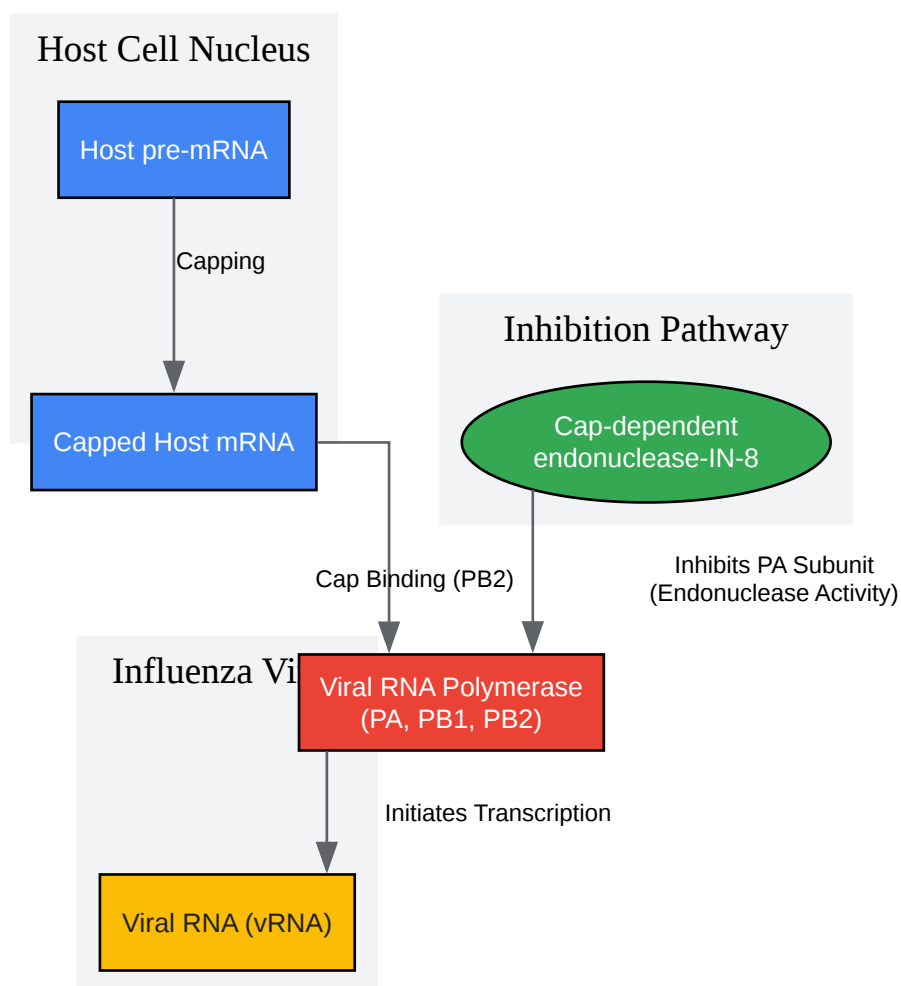 Host Cell Nucleus
Host pre-mRNA
Capping
Inhibition Pathway
Capped Host mRNA
Cap-dependent
endonuclease-IN-8
Inhibits PA Subunit
(Endonuclease Activity)
Cap Binding (PB2)
Influenza
Viral RNA Polymerase
(PA, PB1, PB2)
Initiates Transcription
Viral RNA (vRNA)